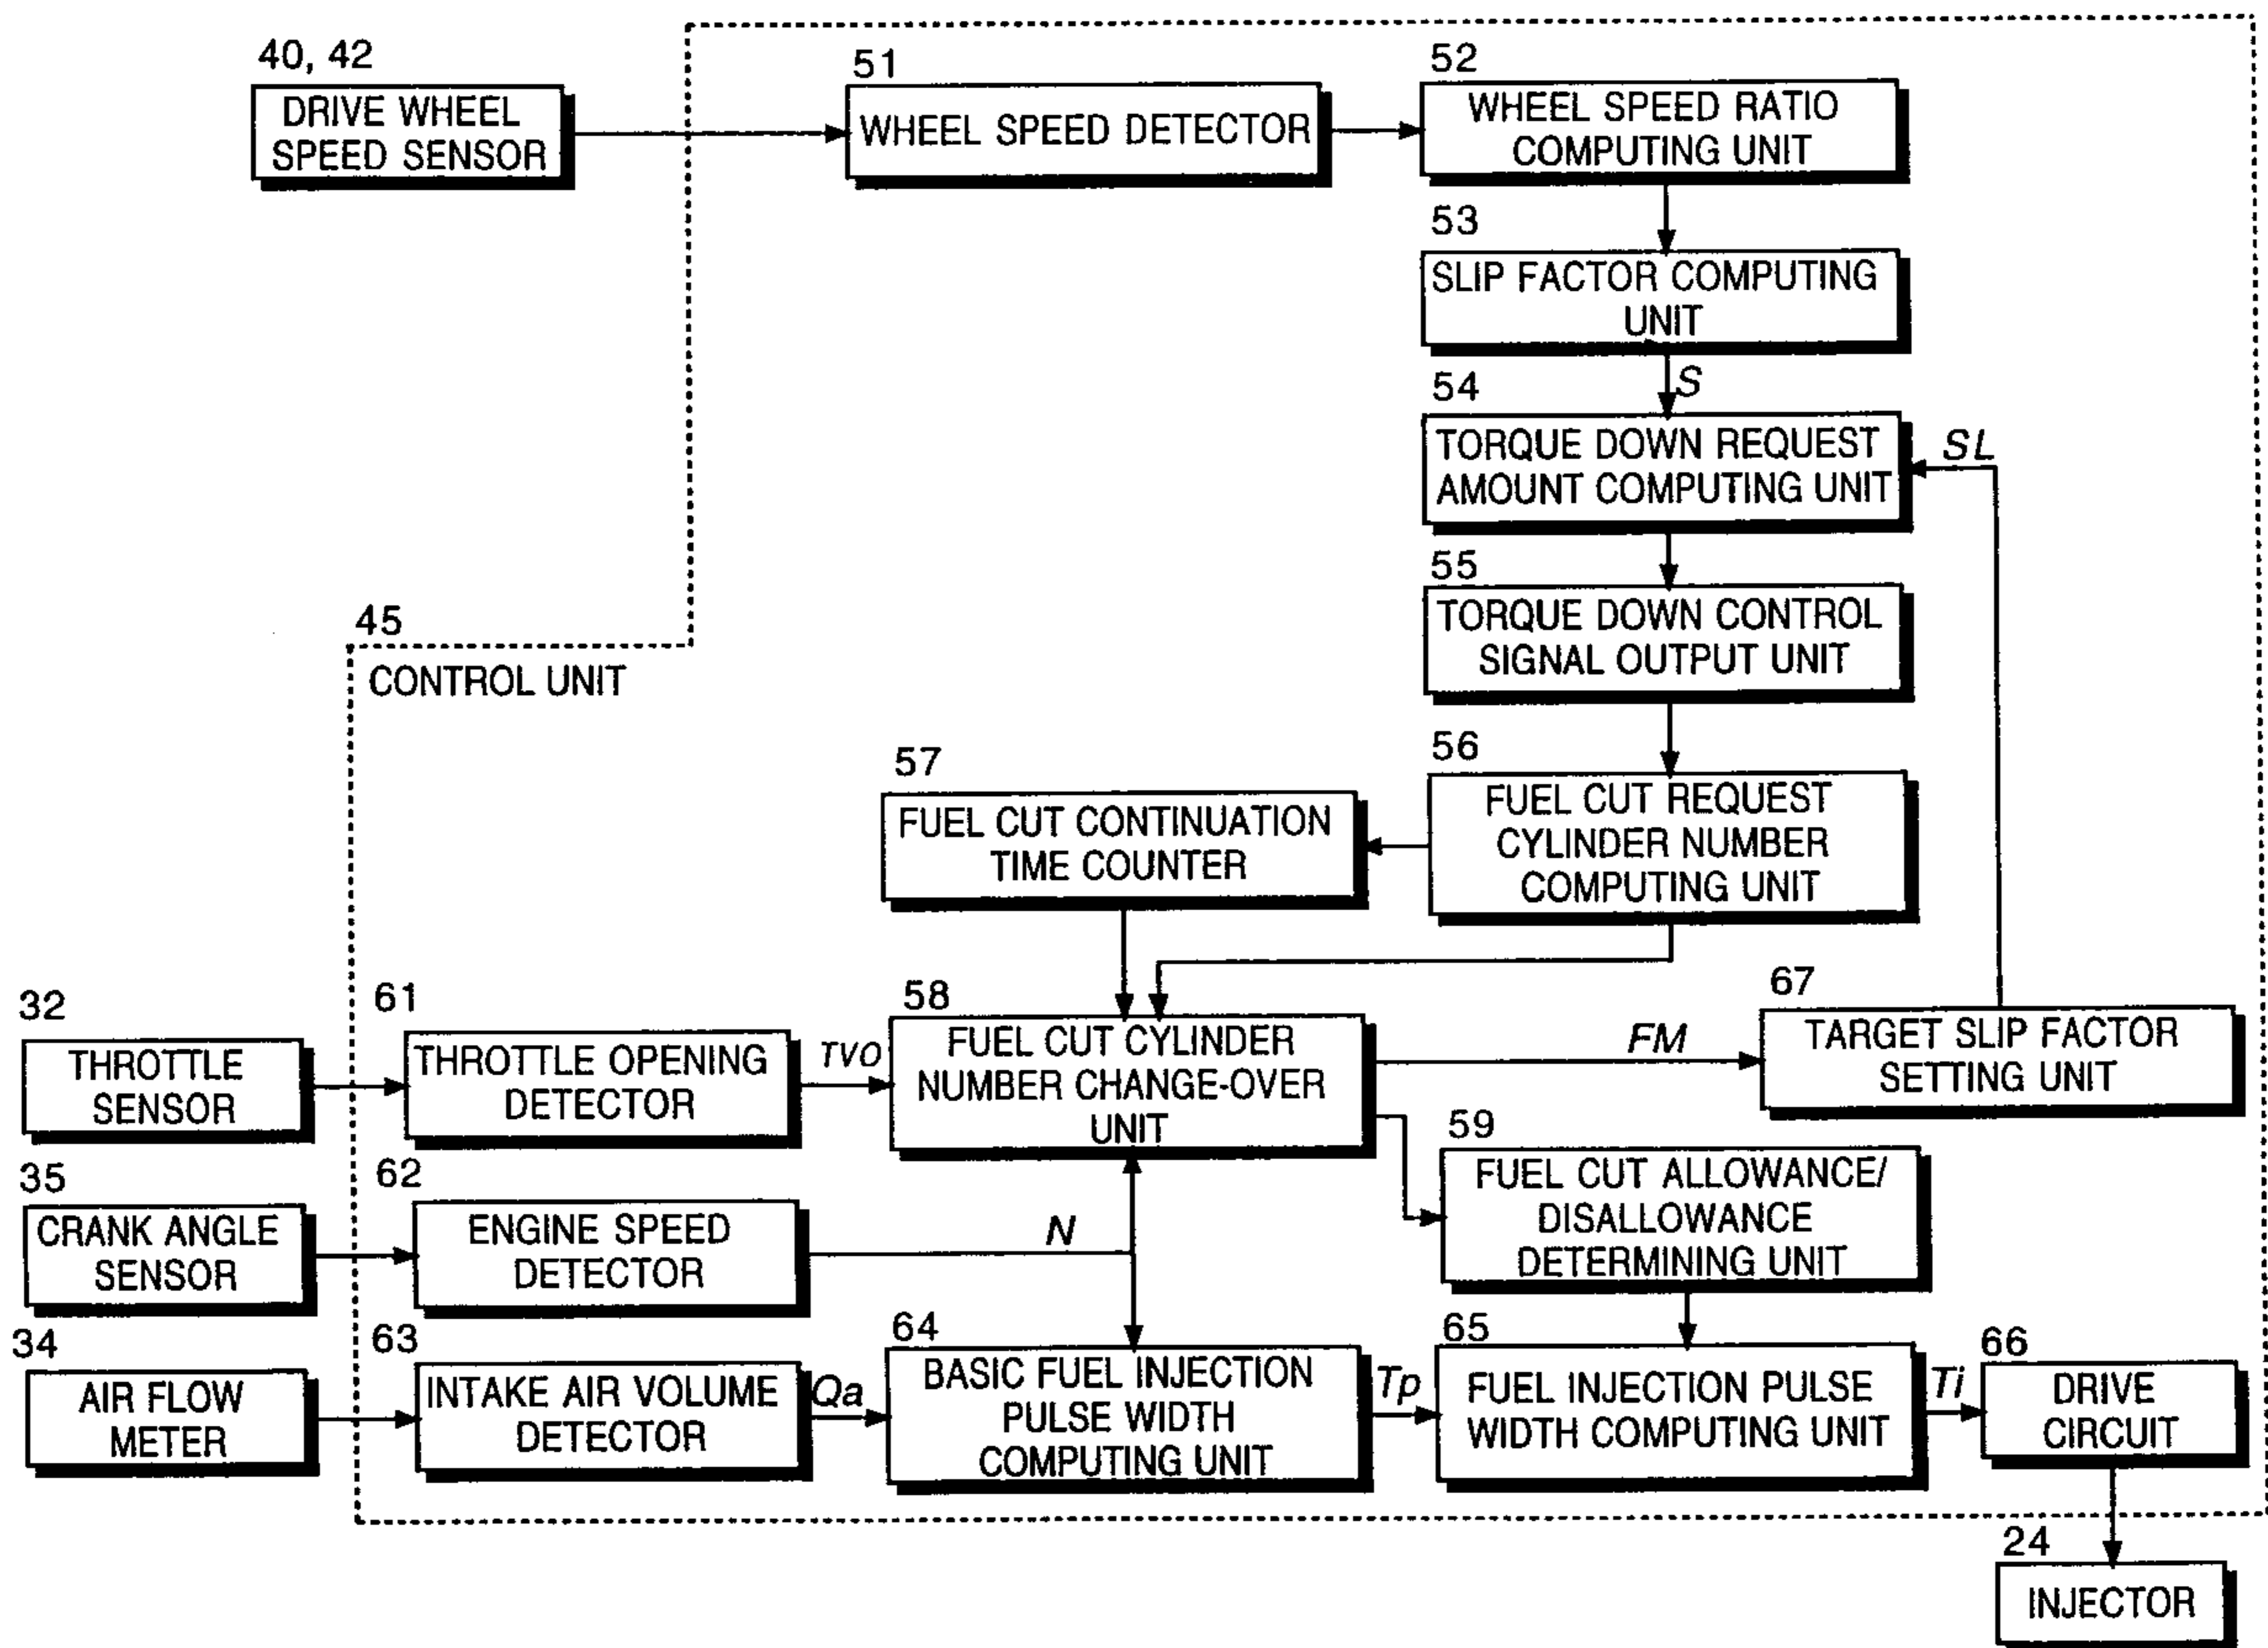 40, 42
DRIVE WHEEL
SPEED SENSOR
51
WHEEL SPEED DETECTOR
52
WHEEL SPEED RATIO
COMPUTING UNIT
53
SLIP FACTOR COMPUTING
UNIT
S
54
TORQUE DOWN REQUEST
AMOUNT COMPUTING UNIT
SL
55
TORQUE DOWN CONTROL
SIGNAL OUTPUT UNIT
45
CONTROL UNIT
56
FUEL CUT REQUEST
CYLINDER NUMBER
COMPUTING UNIT
57
FUEL CUT CONTINUATION
TIME COUNTER
32
THROTTLE
SENSOR
61
THROTTLE OPENING
DETECTOR
TVO
58
FUEL CUT CYLINDER
NUMBER CHANGE-OVER
UNIT
FM
67
TARGET SLIP FACTOR
SETTING UNIT
59
FUEL CUT ALLOWANCE/
DISALLOWANCE
DETERMINING UNIT
35
CRANK ANGLE
SENSOR
62
ENGINE SPEED
DETECTOR
N
34
AIR FLOW
METER
63
INTAKE AIR VOLUME
DETECTOR
Qa
64
BASIC FUEL INJECTION
PULSE WIDTH
COMPUTING UNIT
Tp
65
FUEL INJECTION PULSE
WIDTH COMPUTING UNIT
Ti
66
DRIVE
CIRCUIT
24
INJECTOR